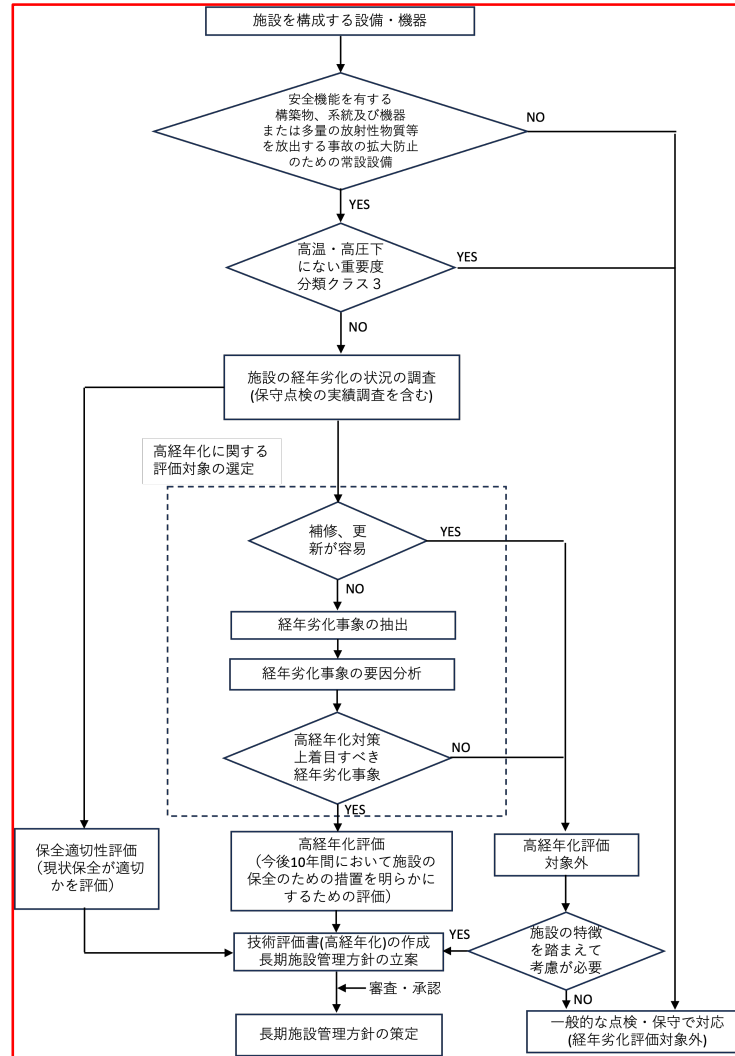 施設を構成する設備・機器
安全機能を有する
構築物、系統及び機器
または多量の放射性物質等
を放出する事故の拡大防止
のための常設設備
NO
YES
高温・高圧下
にない重要度
分類クラス３
YES
NO
施設の経年劣化の状況の調査
(保守点検の実績調査を含む)
高経年化に関する
評価対象の選定
補修、更
新が容易
YES
NO
経年劣化事象の抽出
経年劣化事象の要因分析
高経年化対策
上着目すべき
経年劣化事象
NO
YES
保全適切性評価
（現状保全が適切
かを評価）
高経年化評価
（今後10年間において施設の
保全のための措置を明らかに
するための評価）
高経年化評価
対象外
技術評価書(高経年化)の作成
長期施設管理方針の立案
YES
施設の特徴
を踏まえて
考慮が必要
NO
審査・承認
長期施設管理方針の策定
一般的な点検・保守で対応
(経年劣化評価対象外)